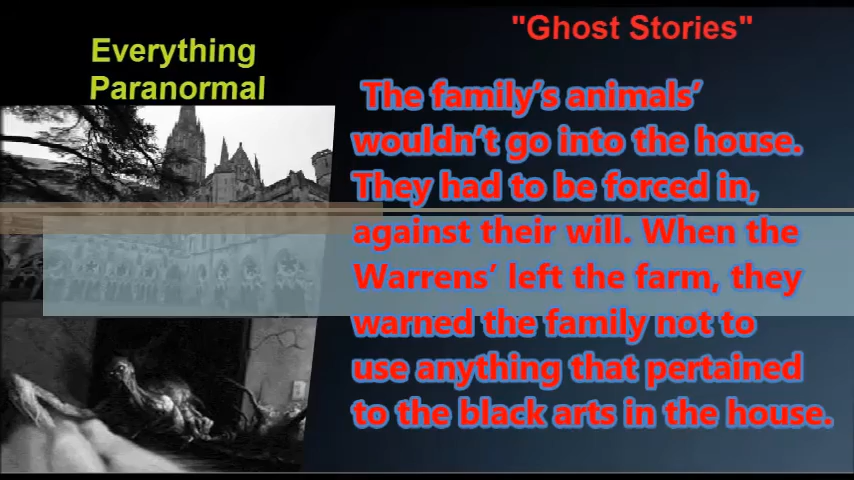 Everything
Paranormal
"Ghost Stories"
The family’s animals’
wouldn’t go into the house.
They had to be forced in,
against their will. When the
Warrens’ left the farm, they
warned the family not to
use anything that pertained
to the black arts in the house.